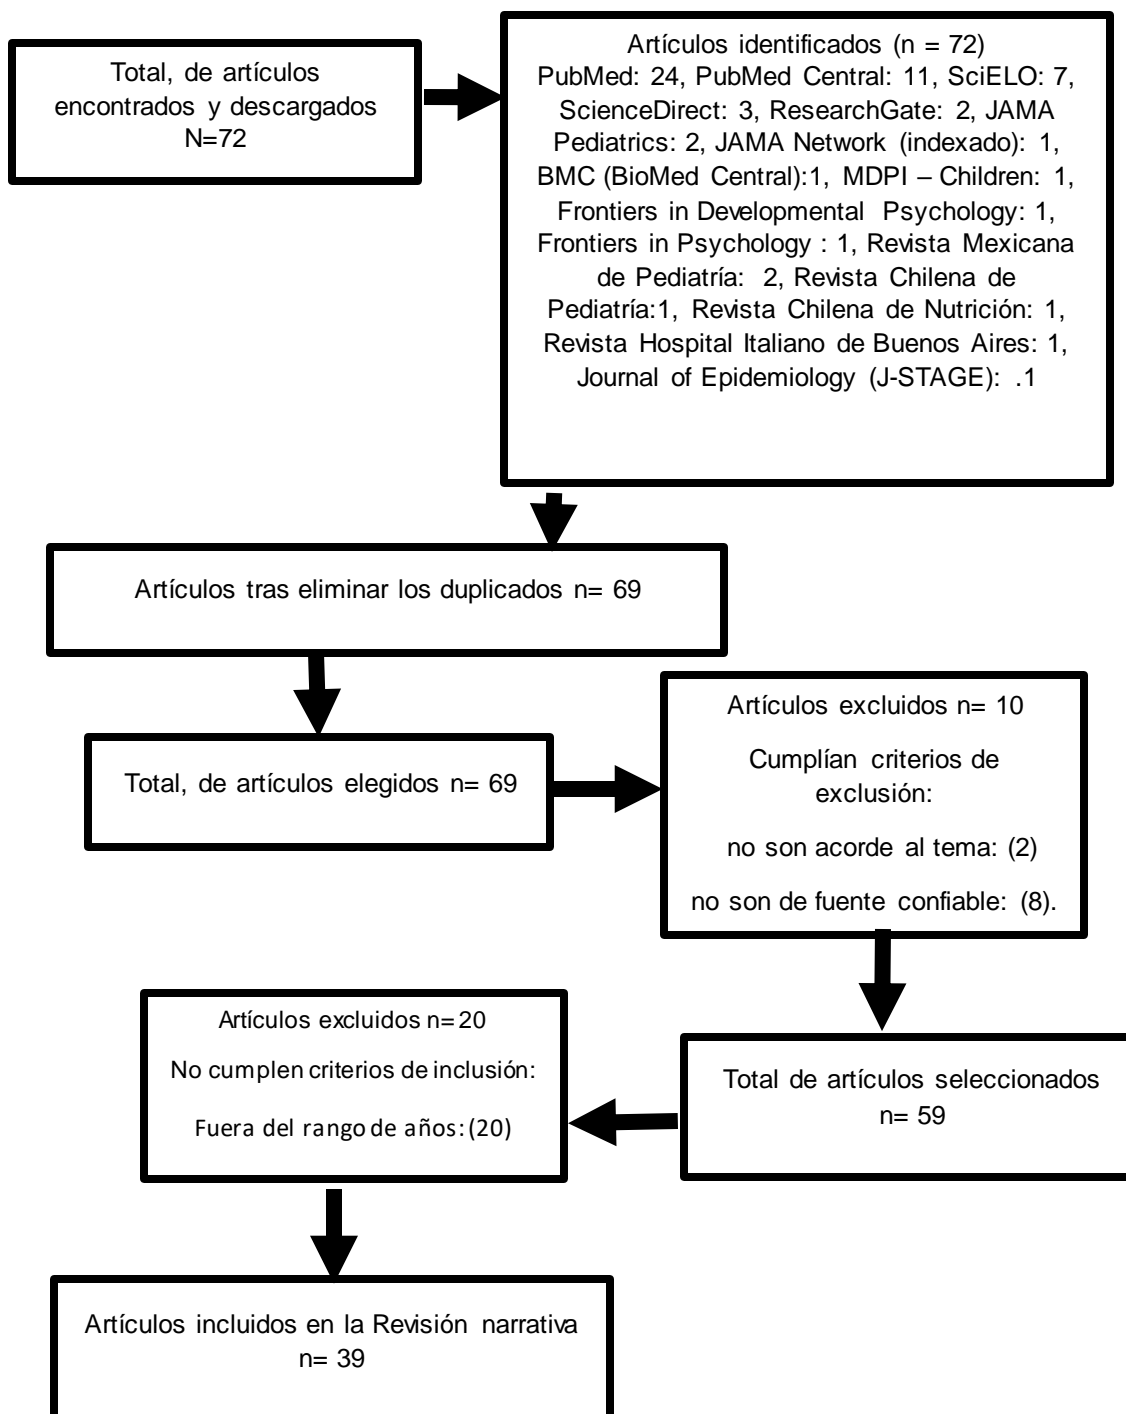 Total, de artículos
encontrados y descargados
N=72
Artículos identificados (n = 72)
PubMed: 24, PubMed Central: 11, SciELO: 7,
ScienceDirect: 3, ResearchGate: 2, JAMA
Pediatrics: 2, JAMA Network (indexado): 1,
BMC (BioMed Central):1, MDPI – Children: 1,
Frontiers in Developmental Psychology: 1,
Frontiers in Psychology : 1, Revista Mexicana
de Pediatría: 2, Revista Chilena de
Pediatría:1, Revista Chilena de Nutrición: 1,
Revista Hospital Italiano de Buenos Aires: 1,
Journal of Epidemiology (J-STAGE): .1
Artículos tras eliminar los duplicados n= 69
Total, de artículos elegidos n= 69
Artículos excluidos n= 10
Cumplían criterios de
exclusión:
no son acorde al tema: (2)
no son de fuente confiable: (8).
Total de artículos seleccionados
n= 59
Artículos excluidos n= 20
No cumplen criterios de inclusión:
Fuera del rango de años: (20)
Artículos incluidos en la Revisión narrativa
n= 39